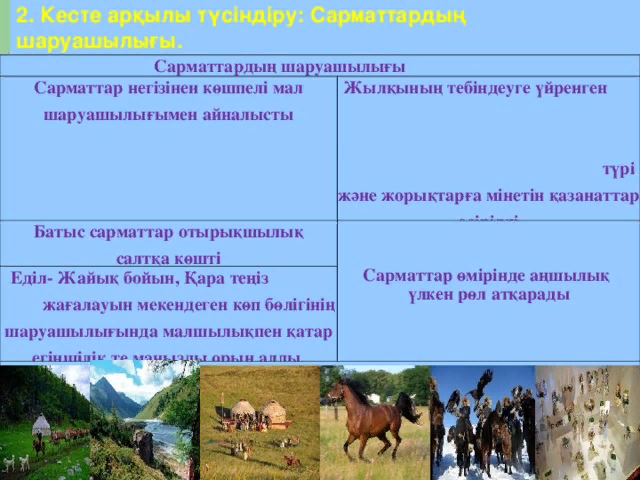 2. Кесте арқылы түсіндіру: Сарматтардың
шаруашылығы.
Сарматтардың шаруашылығы
Сарматтар негізінен көшпелі мал
шаруашылығымен айналысты
Жылқының тебіндеуге үйренген
түрі
және жорықтарға мінетін қазанаттар
өсірілді
Батыс сарматтар отырықшылық
салтқа көшті
Еділ- Жайық бойын, Қара теңіз
жағалауын мекендеген көп бөлігінің
шаруашылығында малшылықпен қатар
егіншілік те маңызды орын алды
Сарматтар өмірінде аңшылық
үлкен рөл атқарады